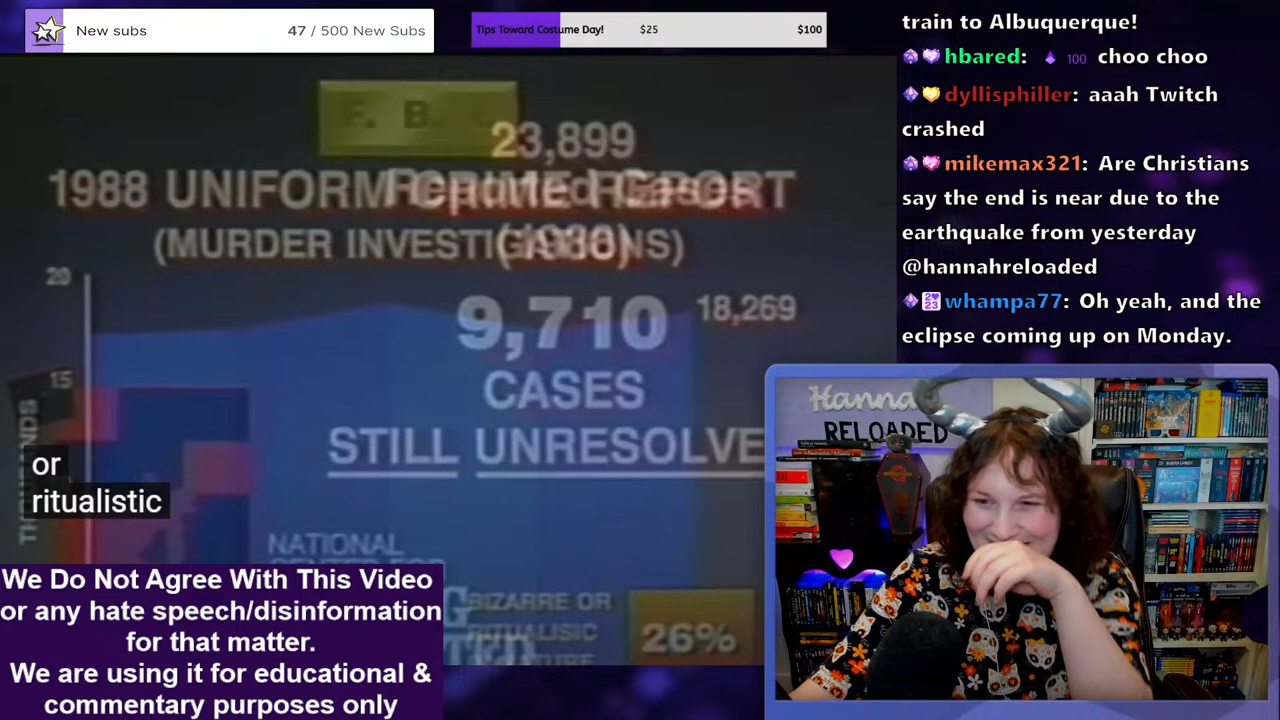 New subs
47 / 500 New Subs
Tips Toward Costume Day!
$25
$100
F. B.
23,899
1988 UNIFORM CRIME REPORT
Reported Cases
(MURDER INVESTIGATIONS)
20
9,710
18,269
CASES
15
STILL UNRESOLVE
or
ritualistic
NATIONAL
BIZARRE OR
26%
We Do Not Agree With This Video
or any hate speech/disinformation
for that matter.
We are using it for educational &
commentary purposes only
train to Albuquerque!
hbared: 100 choo choo
dyllisphiller: aaah Twitch
crashed
mikemax321: Are Christians
say the end is near due to the
earthquake from yesterday
@hannahreloaded
whampa77: Oh yeah, and the
eclipse coming up on Monday.
Hanna
RELOADED